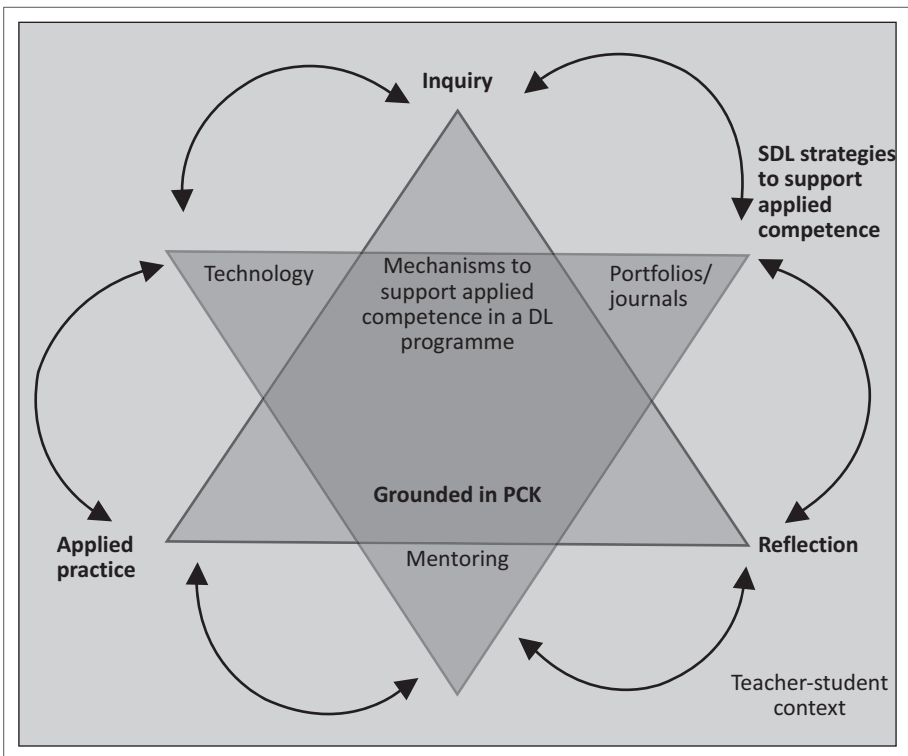 Inquiry
SDL strategies
to support
applied
competence
Technology
Mechanisms to
support applied
competence in a DL
programme
Portfolios/
journals
Grounded in PCK
Applied
practice
Mentoring
Reflection
Teacher-student
context